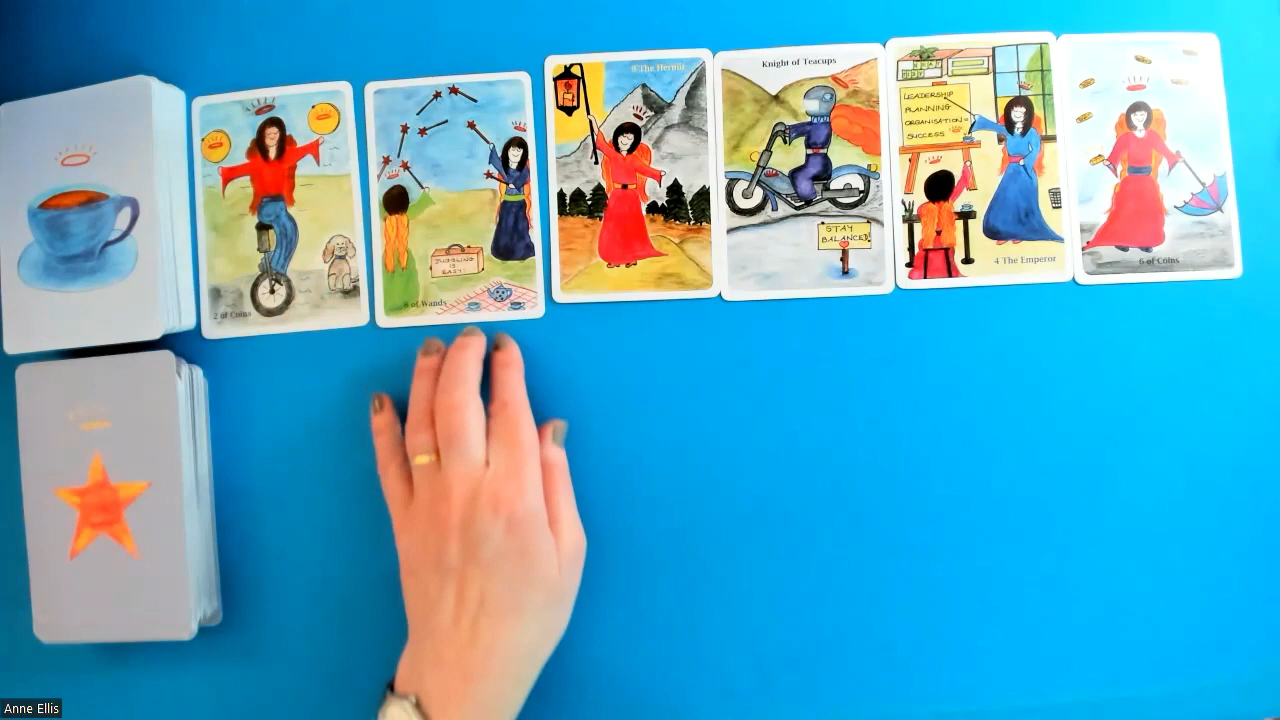 2 of Coins
of Wands
JUGGLING
IS
EASY!
9 The Hermit
Knight of Teacups
STAY
BALANCED!
LEADERSHIP
PLANNING
ORGANISATION
SUCCESS
4 The Emperor
6 of Coins
Anne Ellis